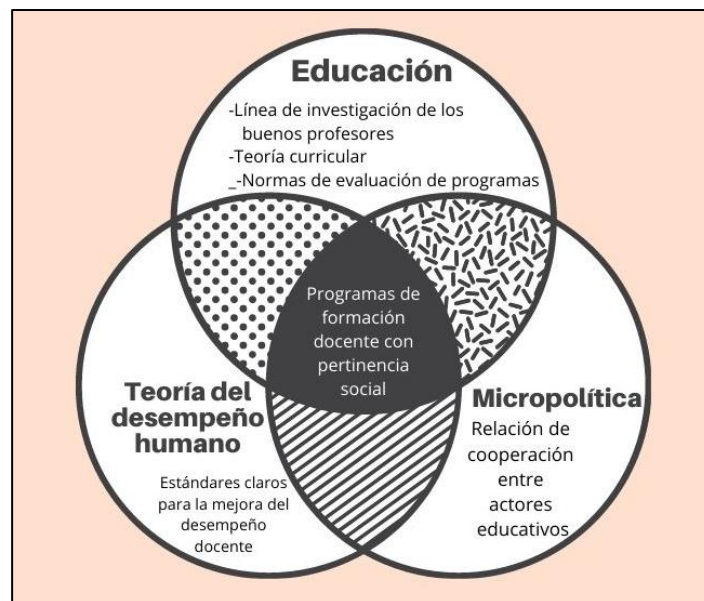 Educación
-Línea de investigación de los
buenos profesores
-Teoría curricular
_-Normas de evaluación de programas
Programas de
formación
docente con
pertinencia
social
Teoría del
desempeño
humano
Estándares claros
para la mejora del
desempeño
docente
Micropolítica
Relación de
cooperación
entre
actores
educativos